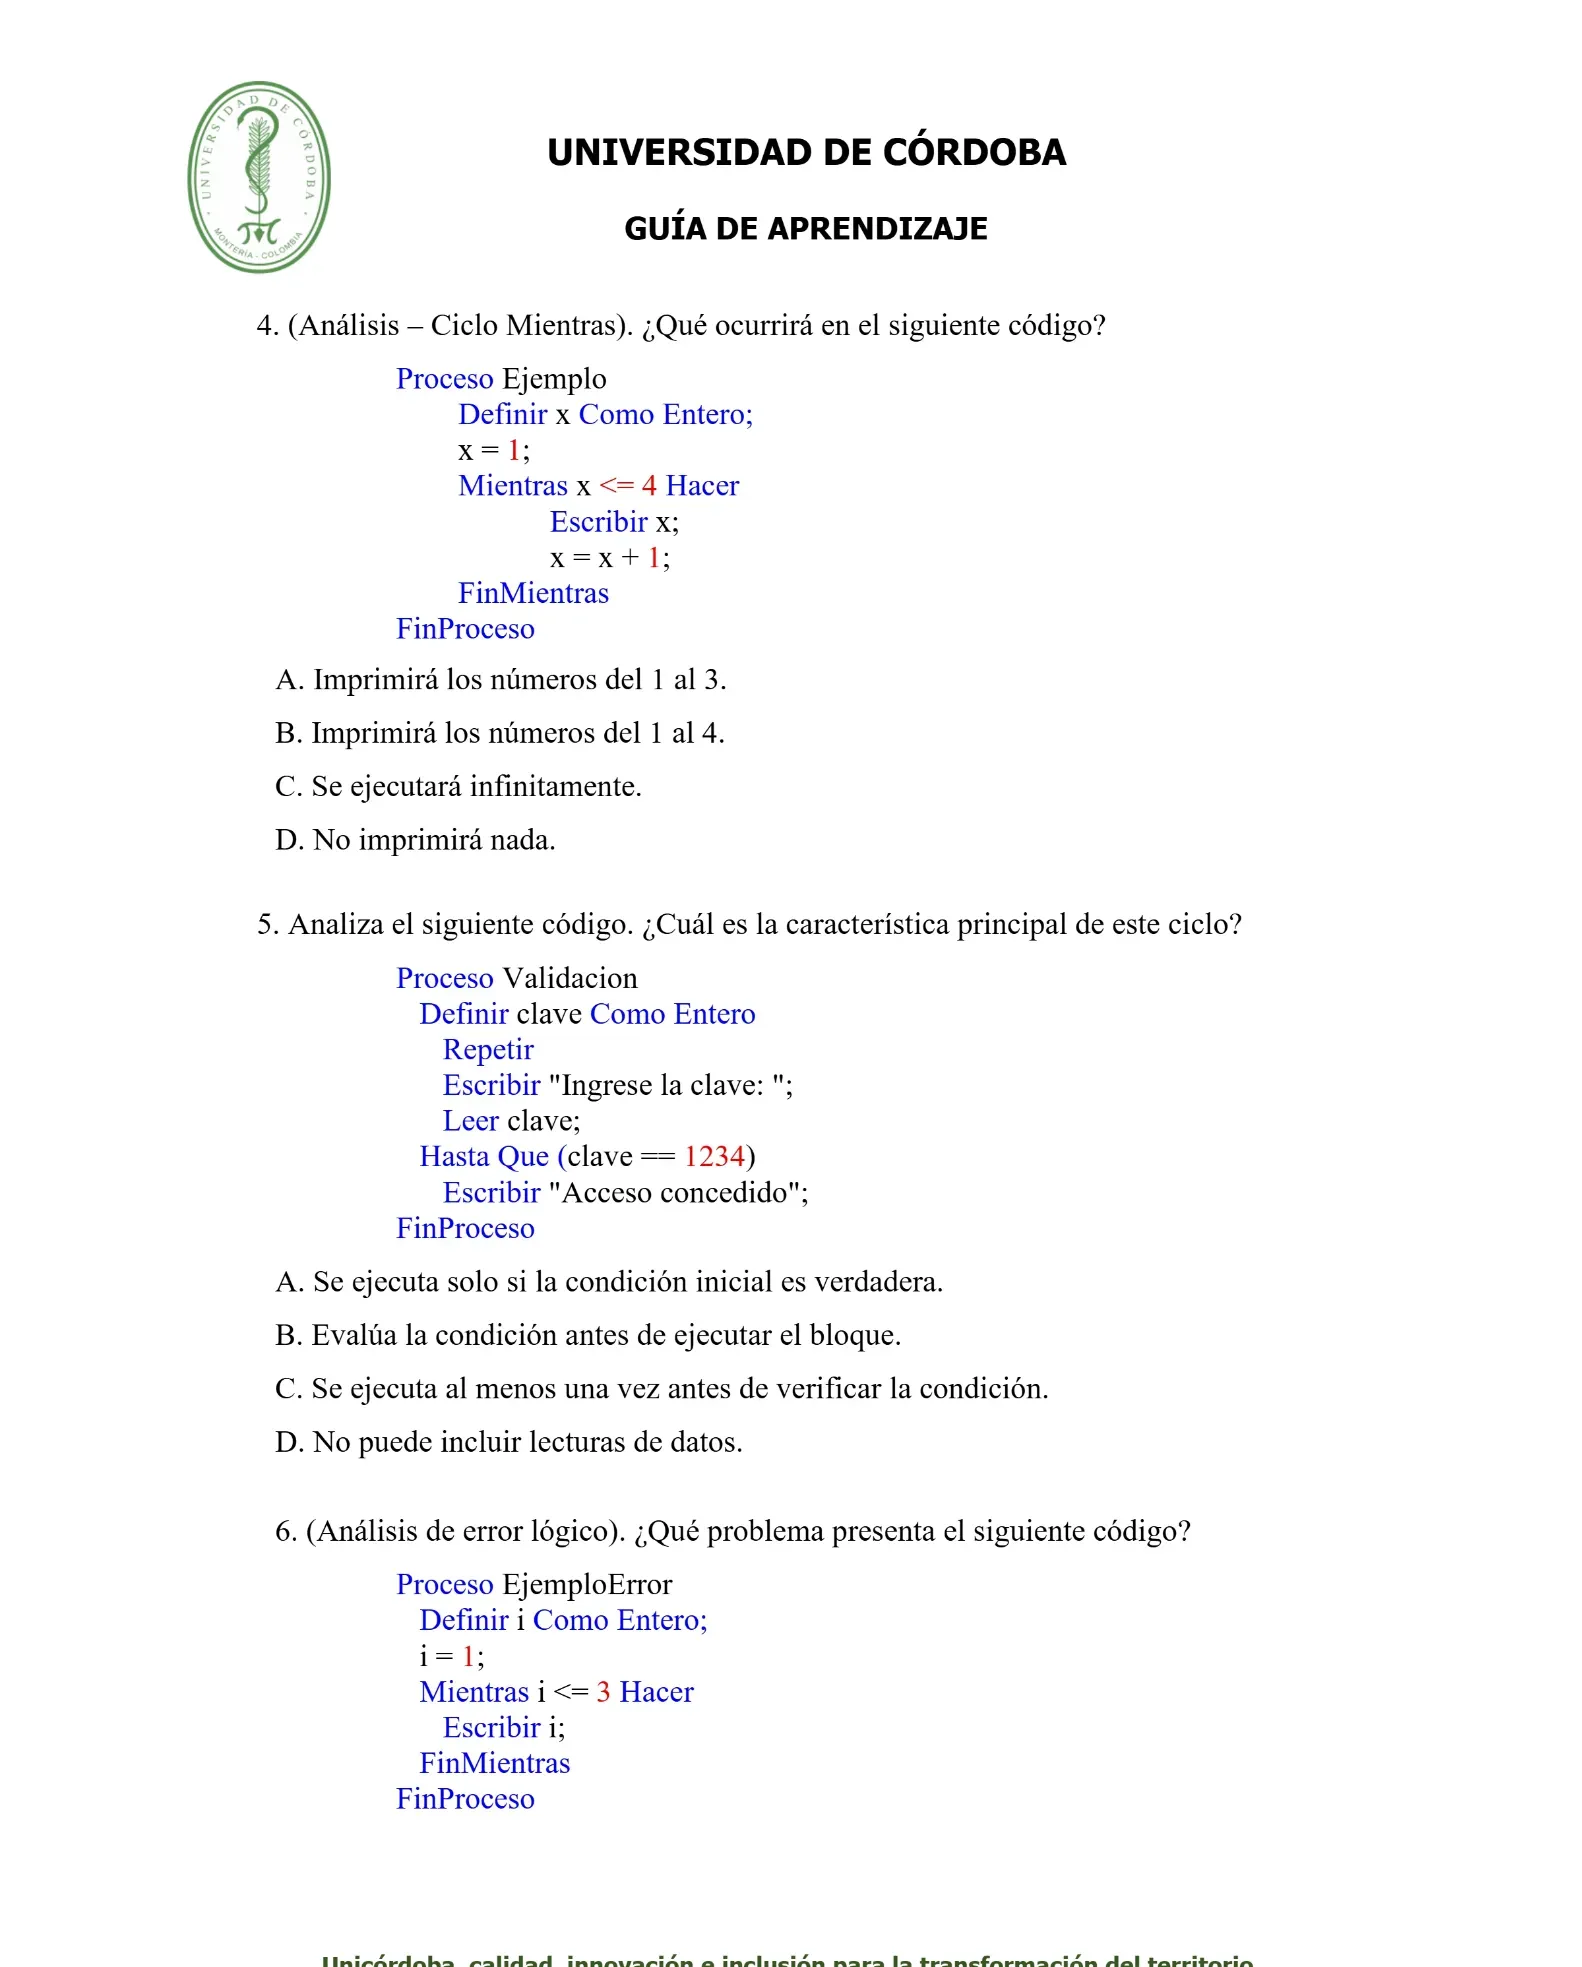 UNIVERSIDAD DE CÓRDOBA
MONTERÍA - COLOMBIA
UNIVERSIDAD DE CÓRDOBA
GUÍA DE APRENDIZAJE
4. (Análisis – Ciclo Mientras). ¿Qué ocurrirá en el siguiente código?
Proceso Ejemplo
Definir x Como Entero;
x = 1;
Mientras x <= 4 Hacer
Escribir x;
x = x + 1;
FinMientras
FinProceso
A. Imprimirá los números del 1 al 3.
B. Imprimirá los números del 1 al 4.
C. Se ejecutará infinitamente.
D. No imprimirá nada.
5. Analiza el siguiente código. ¿Cuál es la característica principal de este ciclo?
Proceso Validacion
Definir clave Como Entero
Repetir
Escribir "Ingrese la clave: ";
Leer clave;
Hasta Que (clave == 1234)
Escribir "Acceso concedido";
FinProceso
A. Se ejecuta solo si la condición inicial es verdadera.
B. Evalúa la condición antes de ejecutar el bloque.
C. Se ejecuta al menos una vez antes de verificar la condición.
D. No puede incluir lecturas de datos.
6. (Análisis de error lógico). ¿Qué problema presenta el siguiente código?
Proceso EjemploError
Definir i Como Entero;
i = 1;
Mientras i <= 3 Hacer
Escribir i;
FinMientras
FinProceso
Unicórdoba, calidad, innovación e inclusión para la transformación del territorio